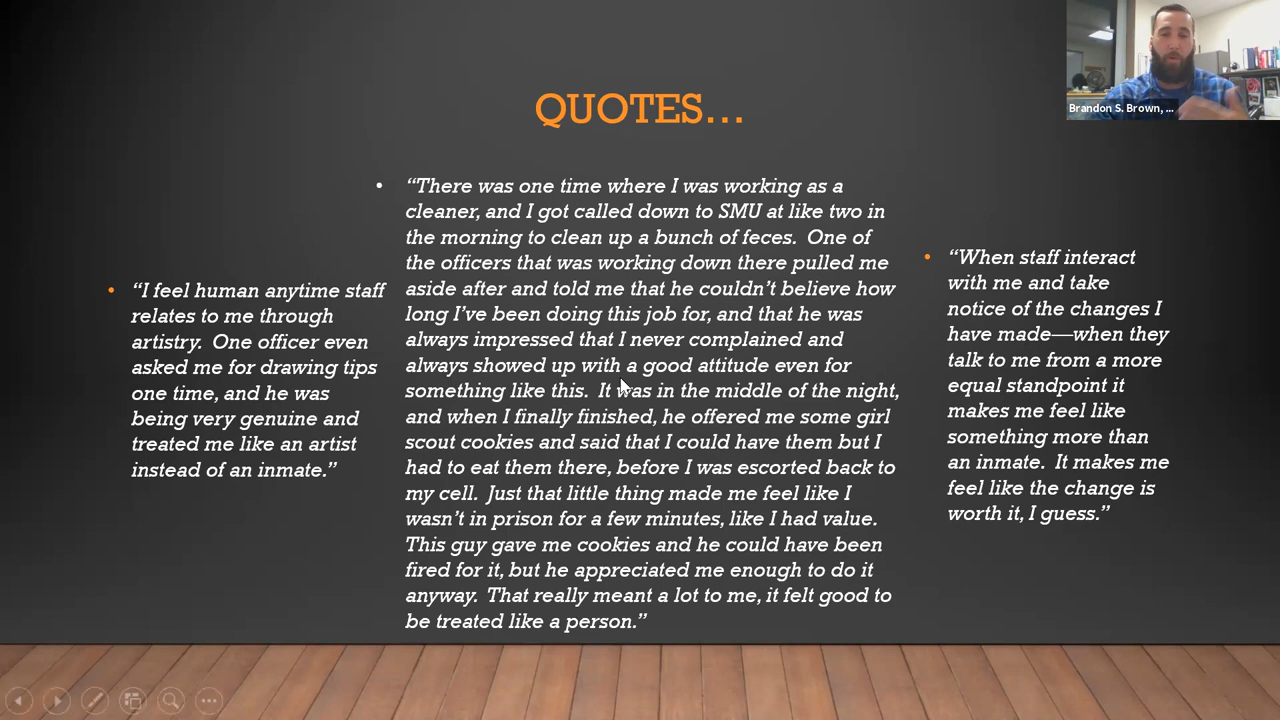 QUOTES…
Brandon S. Brown, ...
• “I feel human anytime staff
relates to me through
artistry.  One officer even
asked me for drawing tips
one time, and he was
being very genuine and
treated me like an artist
instead of an inmate.”
• “There was one time where I was working as a
cleaner, and I got called down to SMU at like two in
the morning to clean up a bunch of feces.  One of
the officers that was working down there pulled me
aside after and told me that he couldn’t believe how
long I’ve been doing this job for, and that he was
always impressed that I never complained and
always showed up with a good attitude even for
something like this.  It was in the middle of the night,
and when I finally finished, he offered me some girl
scout cookies and said that I could have them but I
had to eat them there, before I was escorted back to
my cell.  Just that little thing made me feel like I
wasn’t in prison for a few minutes, like I had value.
This guy gave me cookies and he could have been
fired for it, but he appreciated me enough to do it
anyway.  That really meant a lot to me, it felt good to
be treated like a person.”
• “When staff interact
with me and take
notice of the changes I
have made—when they
talk to me from a more
equal standpoint it
makes me feel like
something more than
an inmate.  It makes me
feel like the change is
worth it, I guess.”